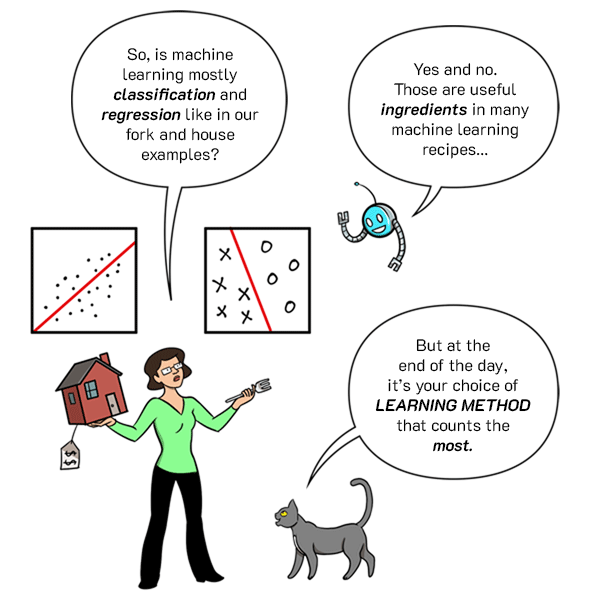 So, is machine
learning mostly
classification and
regression like in our
fork and house
examples?
Yes and no.
Those are useful
ingredients in many
machine learning
recipes...
But at the
end of the day,
it's your choice of
LEARNING METHOD
that counts the
most.
$
$